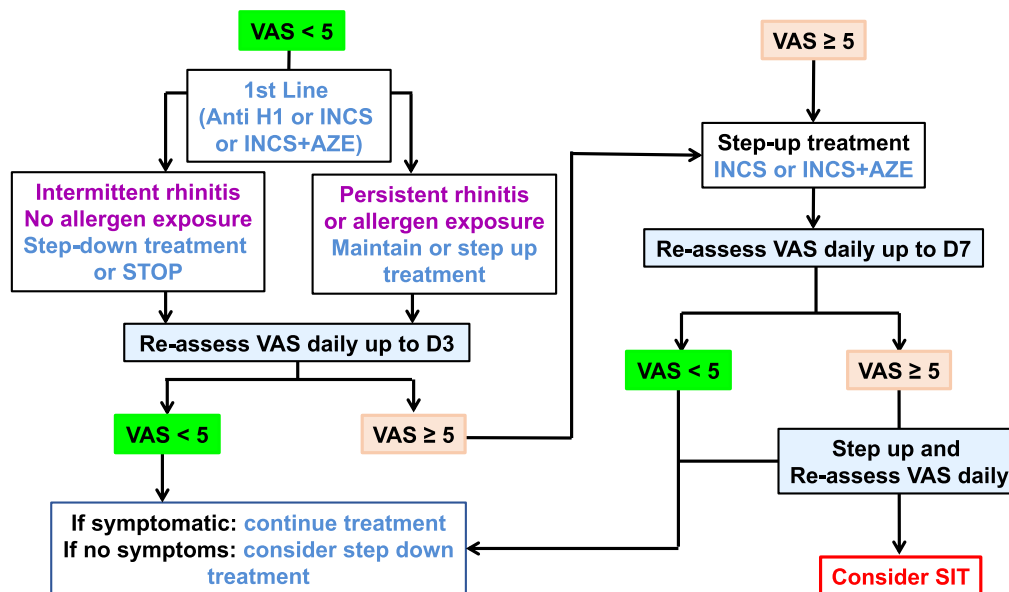 VAS < 5
1st Line
(Anti H1 or INCS
or INCS+AZE)
Intermittent rhinitis
No allergen exposure
Step-down treatment
or STOP
Persistent rhinitis
or allergen exposure
Maintain or step up
treatment
Re-assess VAS daily up to D3
VAS < 5
VAS ≥ 5
If symptomatic: continue treatment
If no symptoms: consider step down
treatment
VAS ≥ 5
Step-up treatment
INCS or INCS+AZE
Re-assess VAS daily up to D7
VAS < 5
VAS ≥ 5
Step up and
Re-assess VAS daily
Consider SIT